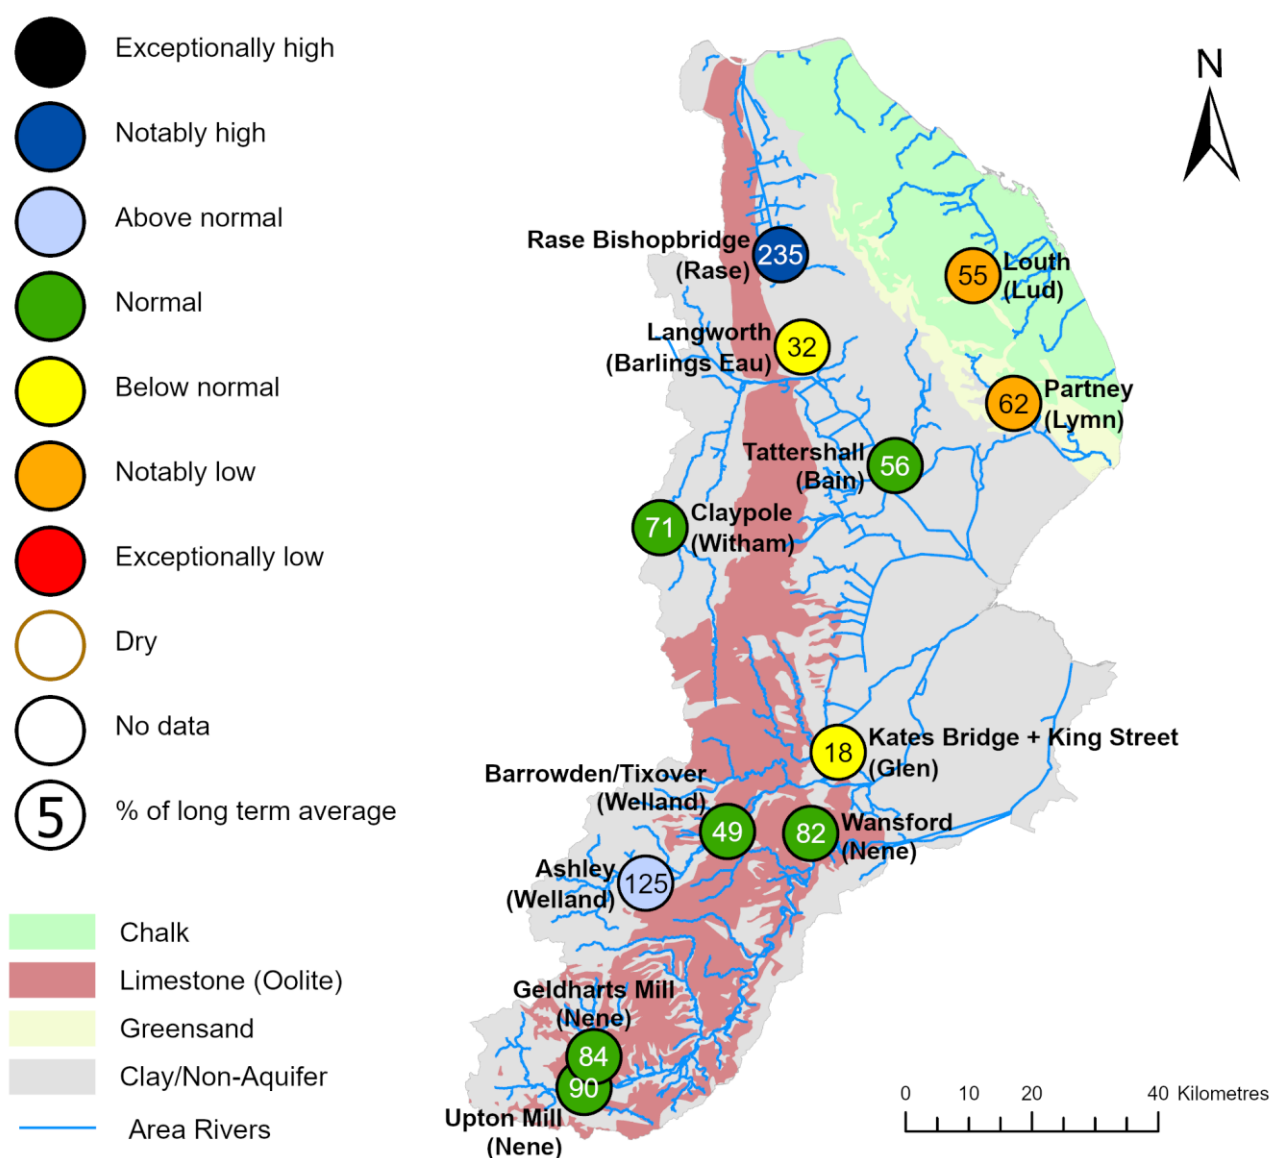 Exceptionally high
Notably high
Above normal
Normal
Below normal
Notably low
Exceptionally low
Dry
No data
5
% of long term average
Chalk
Limestone (Oolite)
Greensand
Clay/Non-Aquifer
Area Rivers
N
Rase Bishopbridge
(Rase)
235
Louth
(Lud)
55
Langworth
(Barlings Eau)
32
Partney
(Lymn)
62
Tattershall
(Bain)
56
Claypole
(Witham)
71
Kates Bridge + King Street
(Glen)
18
Barrowden/Tixover
(Welland)
49
Wansford
(Nene)
82
Ashley
(Welland)
125
Geldharts Mill
(Nene)
84
90
Upton Mill
(Nene)
0 10 20 40 Kilometres